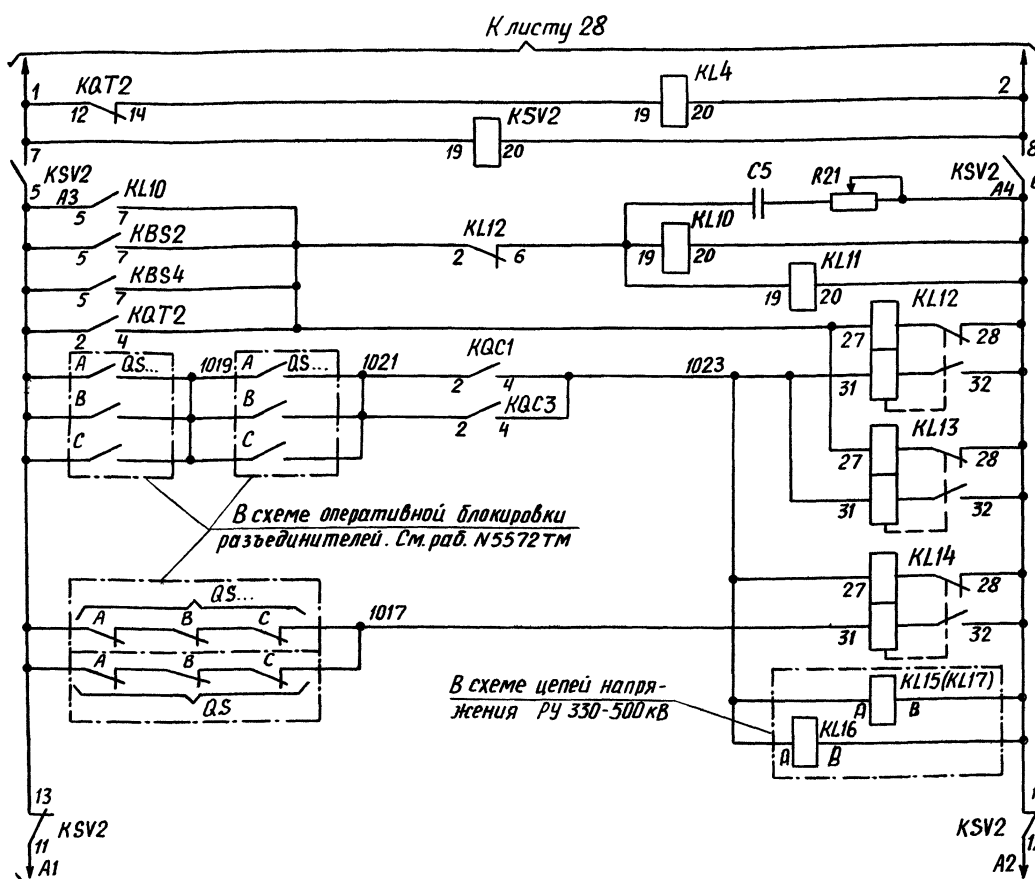 К листу 28
1
KQT2
12 14
KL4
19 20
2
KSV2
19 20
7
8
KSV2
5
A3
KL10
5 7
C5
R21
KSV2
A4
KBS2
5 7
KL12
2 6
KL10
19 20
KBS4
5 7
KL11
19 20
KQT2
2 4
KL12
27 28
31 32
A QS...
B
C
1019
A QS...
B
C
1021
KQC1
2 4
KQC3
2 4
1023
KL13
27 28
31 32
В схеме оперативной блокировки
разъединителей. См. раб. N5572тм
KL14
27 28
31 32
QS...
A B C
1017
A B C
QS
В схеме цепей напря-
жения РУ 330-500кВ
KL15(KL17)
A B
KL16
A B
13
KSV2
11
A1
KSV2
A2